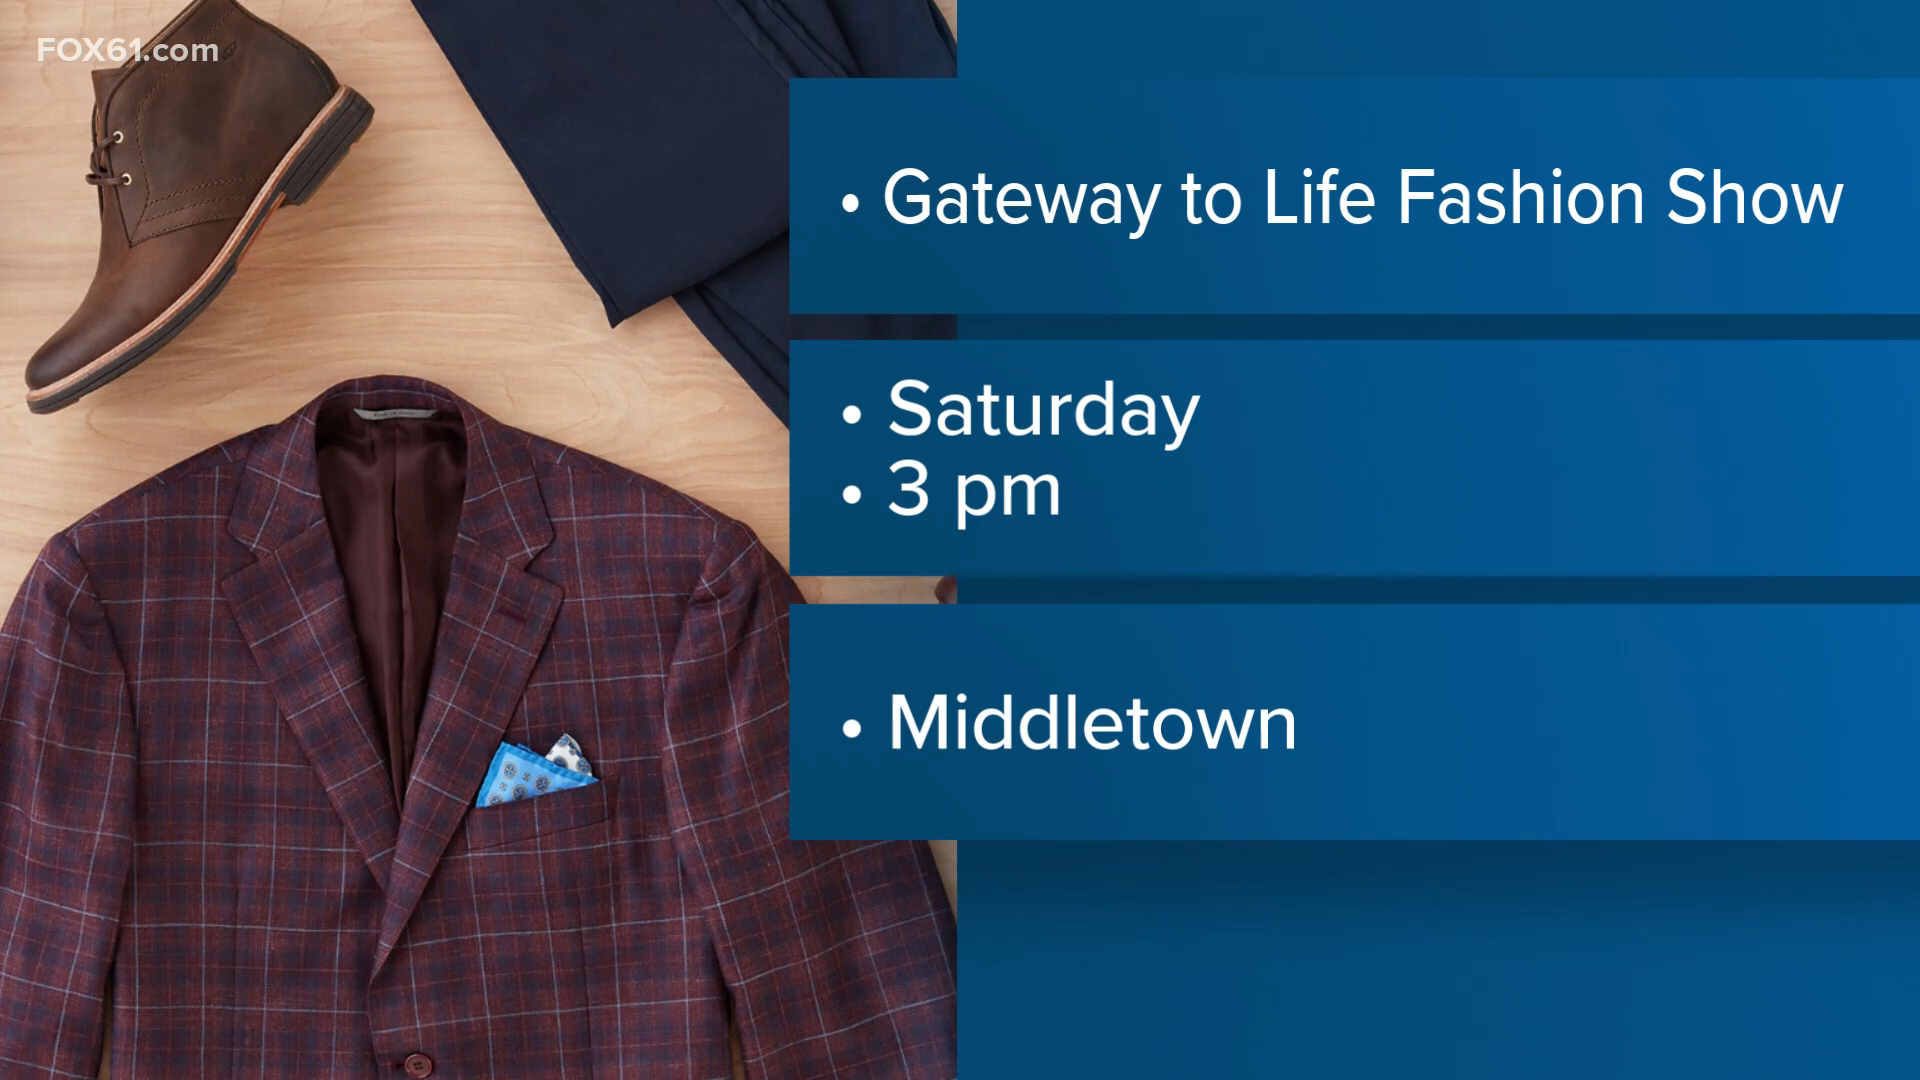 FOX61.com
• Gateway to Life Fashion Show
• Saturday
• 3 pm
• Middletown